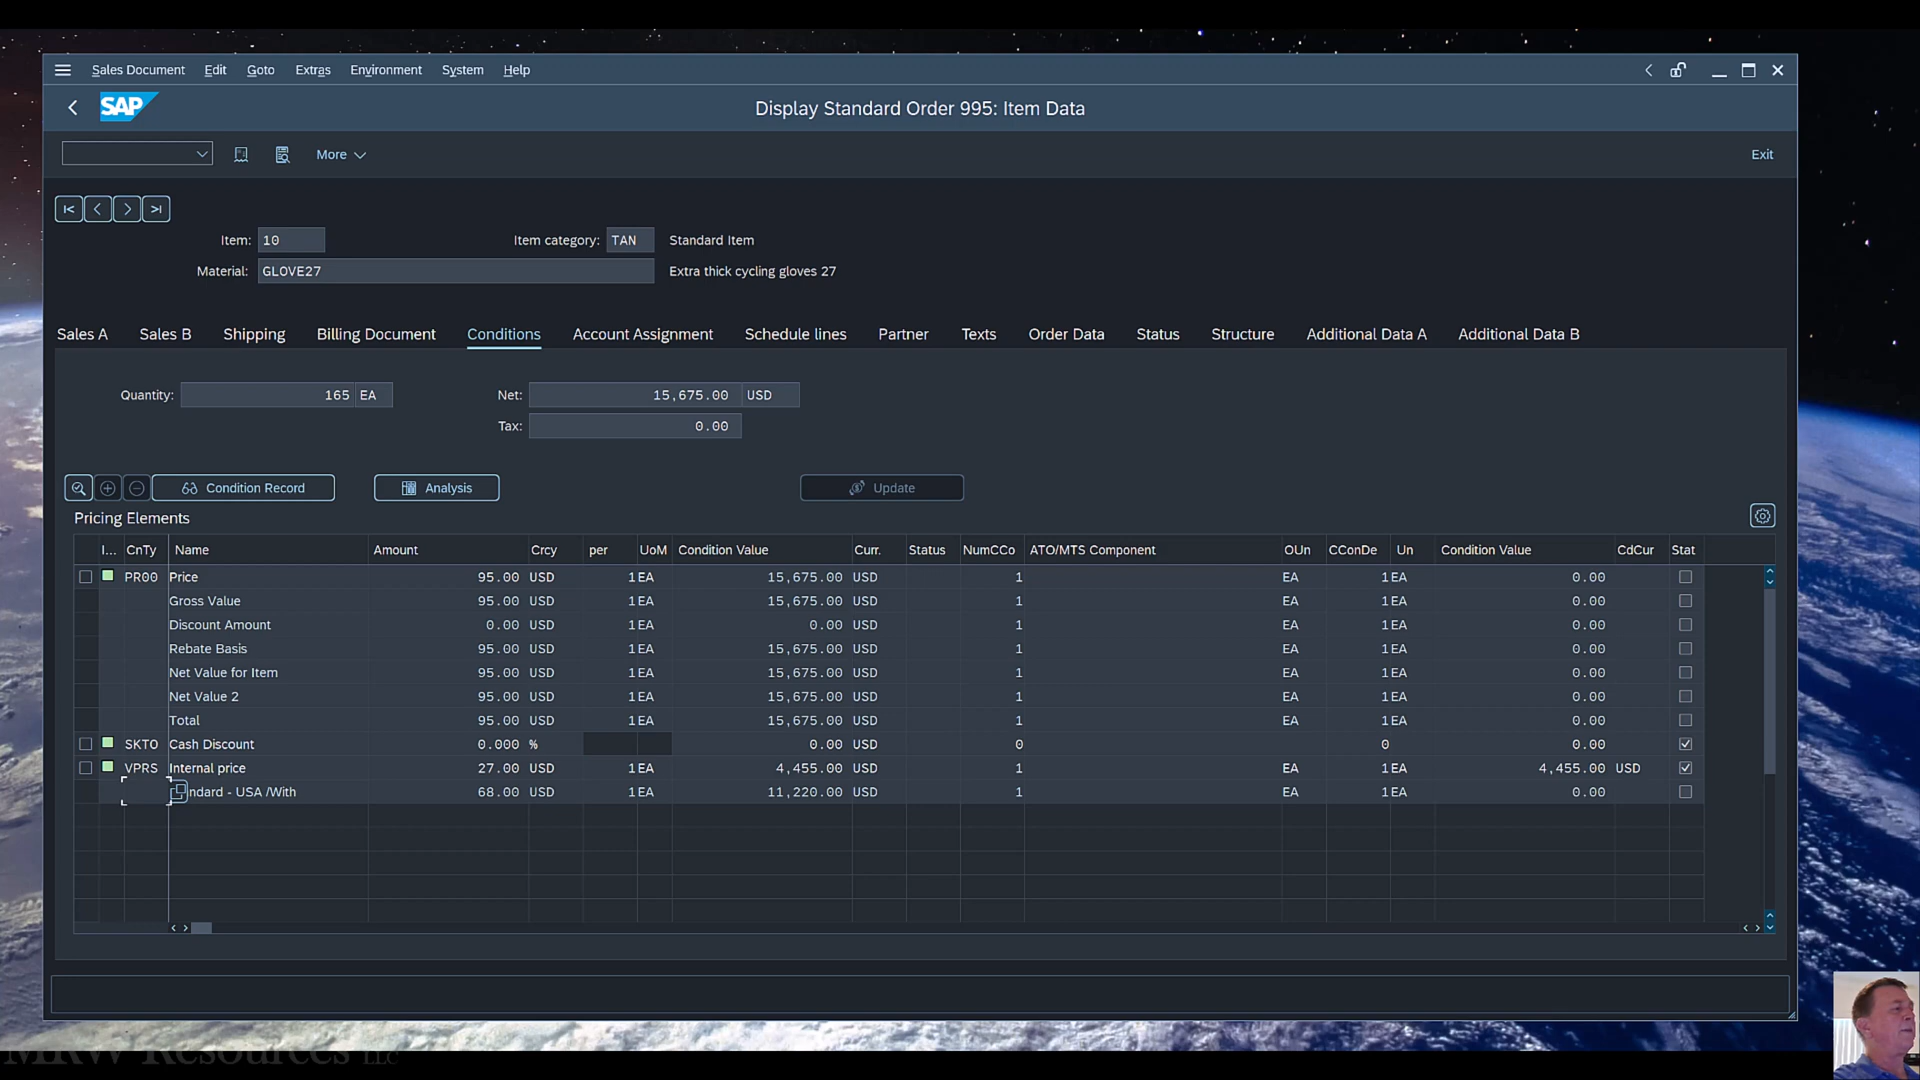 Sales Document Edit Goto Extras Environment System Help
SAP Display Standard Order 995: Item Data
More Exit
Item: 10 Item category: TAN Standard Item
Material: GLOVE27 Extra thick cycling gloves 27
Sales A Sales B Shipping Billing Document Conditions Account Assignment Schedule lines Partner Texts Order Data Status Structure Additional Data A Additional Data B
Quantity: 165 EA Net: 15,675.00 USD
Tax: 0.00
Condition Record Analysis Update
Pricing Elements
I... CnTy Name Amount Crcy per UoM Condition Value Curr. Status NumCCo ATO/MTS Component OUn CConDe Un Condition Value CdCur Stat
PR00 Price 95.00 USD 1 EA 15,675.00 USD 1 EA 1 EA 0.00
Gross Value 95.00 USD 1 EA 15,675.00 USD 1 EA 1 EA 0.00
Discount Amount 0.00 USD 1 EA 0.00 USD 1 EA 1 EA 0.00
Rebate Basis 95.00 USD 1 EA 15,675.00 USD 1 EA 1 EA 0.00
Net Value for Item 95.00 USD 1 EA 15,675.00 USD 1 EA 1 EA 0.00
Net Value 2 95.00 USD 1 EA 15,675.00 USD 1 EA 1 EA 0.00
Total 95.00 USD 1 EA 15,675.00 USD 1 EA 1 EA 0.00
SKTO Cash Discount 0.000 % 0.00 USD 0 0 0.00
VPRS Internal price 27.00 USD 1 EA 4,455.00 USD 1 EA 1 EA 4,455.00 USD
ndard - USA /With 68.00 USD 1 EA 11,220.00 USD 1 EA 1 EA 0.00
MRW Resources LLC